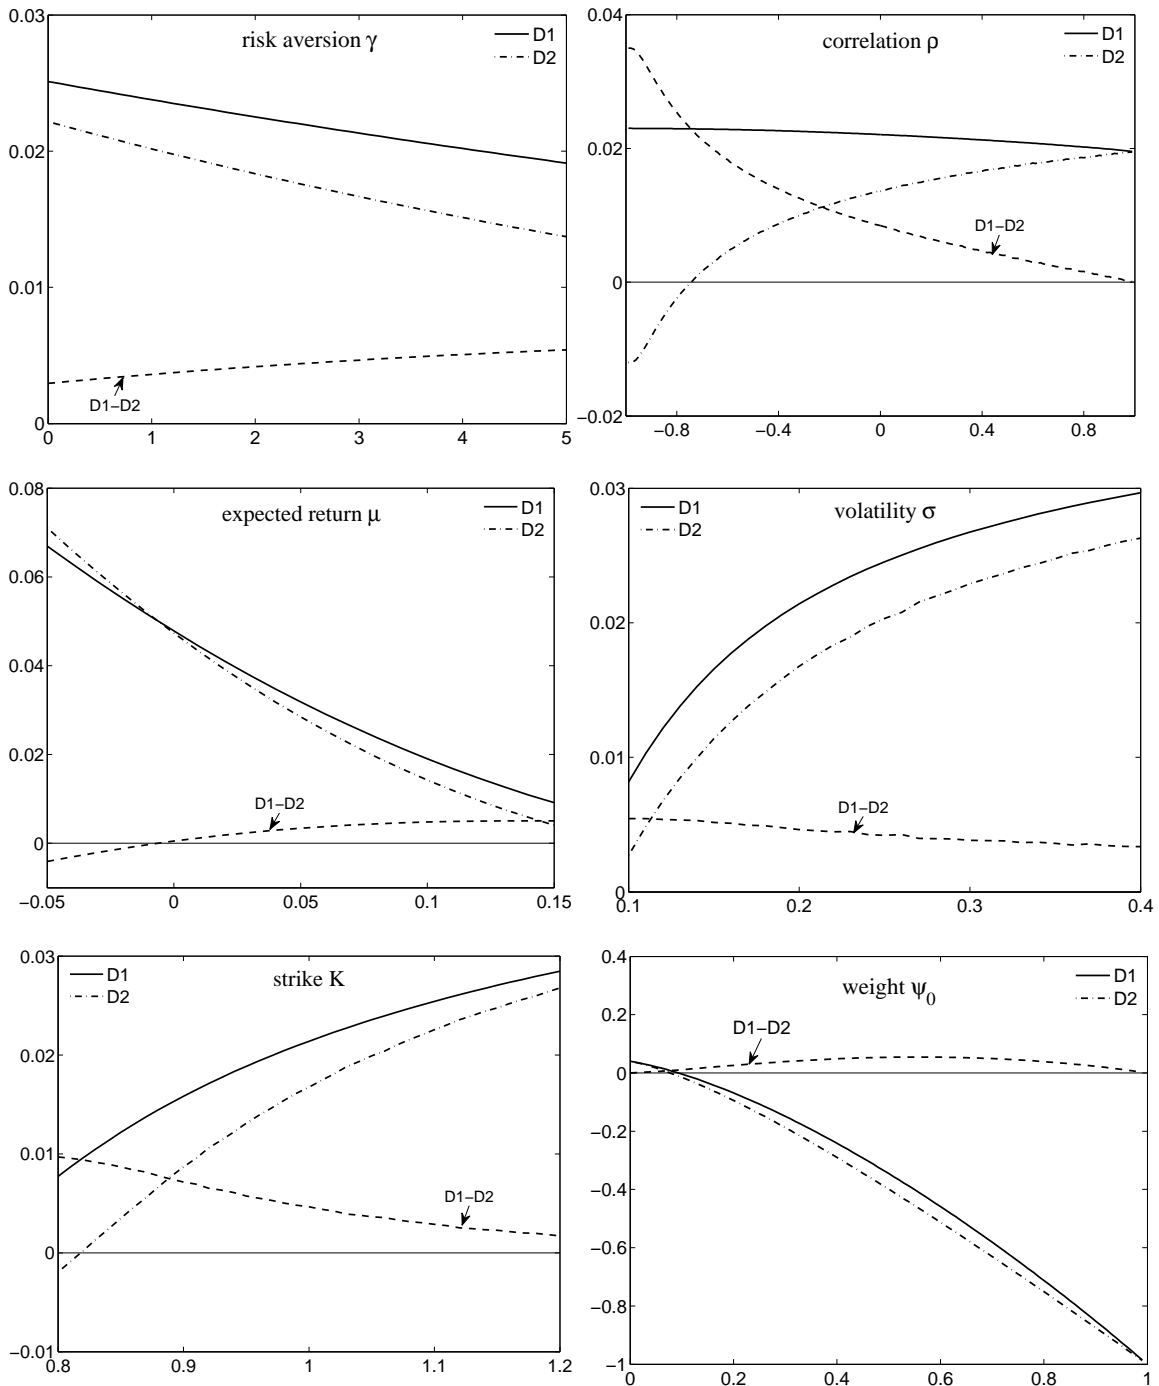 risk aversion γ
D1
D2
0.03
0.02
0.01
0
D1−D2
0 1 2 3 4 5
correlation ρ
D1
D2
0.04
0.02
0
−0.02
D1−D2
−0.8 −0.4 0 0.4 0.8
expected return μ
D1
D2
0.08
0.06
0.04
0.02
0
D1−D2
−0.05 0 0.05 0.1 0.15
volatility σ
D1
D2
0.03
0.02
0.01
0
D1−D2
0.1 0.2 0.3 0.4
strike K
D1
D2
0.03
0.02
0.01
0
−0.01
D1−D2
0.8 0.9 1 1.1 1.2
weight ψ0
D1
D2
0.4
0.2
0
−0.2
−0.4
−0.6
−0.8
−1
D1−D2
0 0.2 0.4 0.6 0.8 1